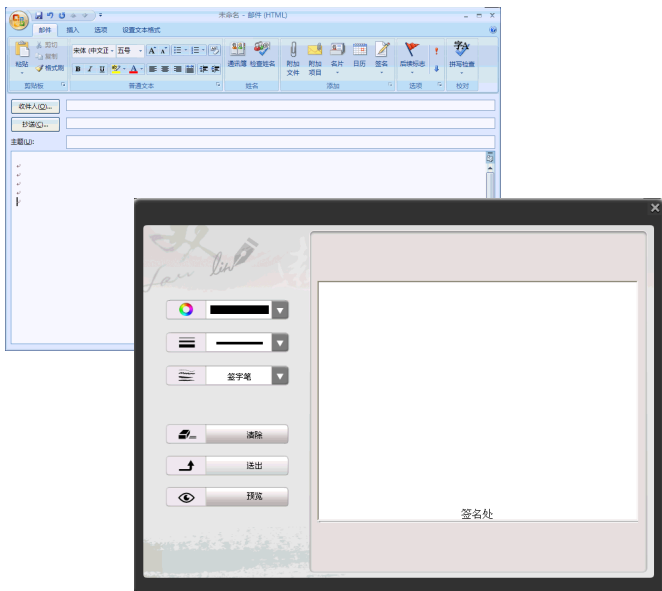 未命名 - 邮件 (HTML)
邮件 插入 选项 设置文本格式
粘贴 剪切 复制 格式刷
宋体 (中文正 五号
B I U
通讯簿 检查姓名 附加文件 附加项目 名片 日历 签名 后续标志 拼写检查
剪贴板 普通文本 姓名 添加 选项 校对
收件人(O)...
抄送(C)...
主题(U):
签字笔
清除
送出
预览
签名处